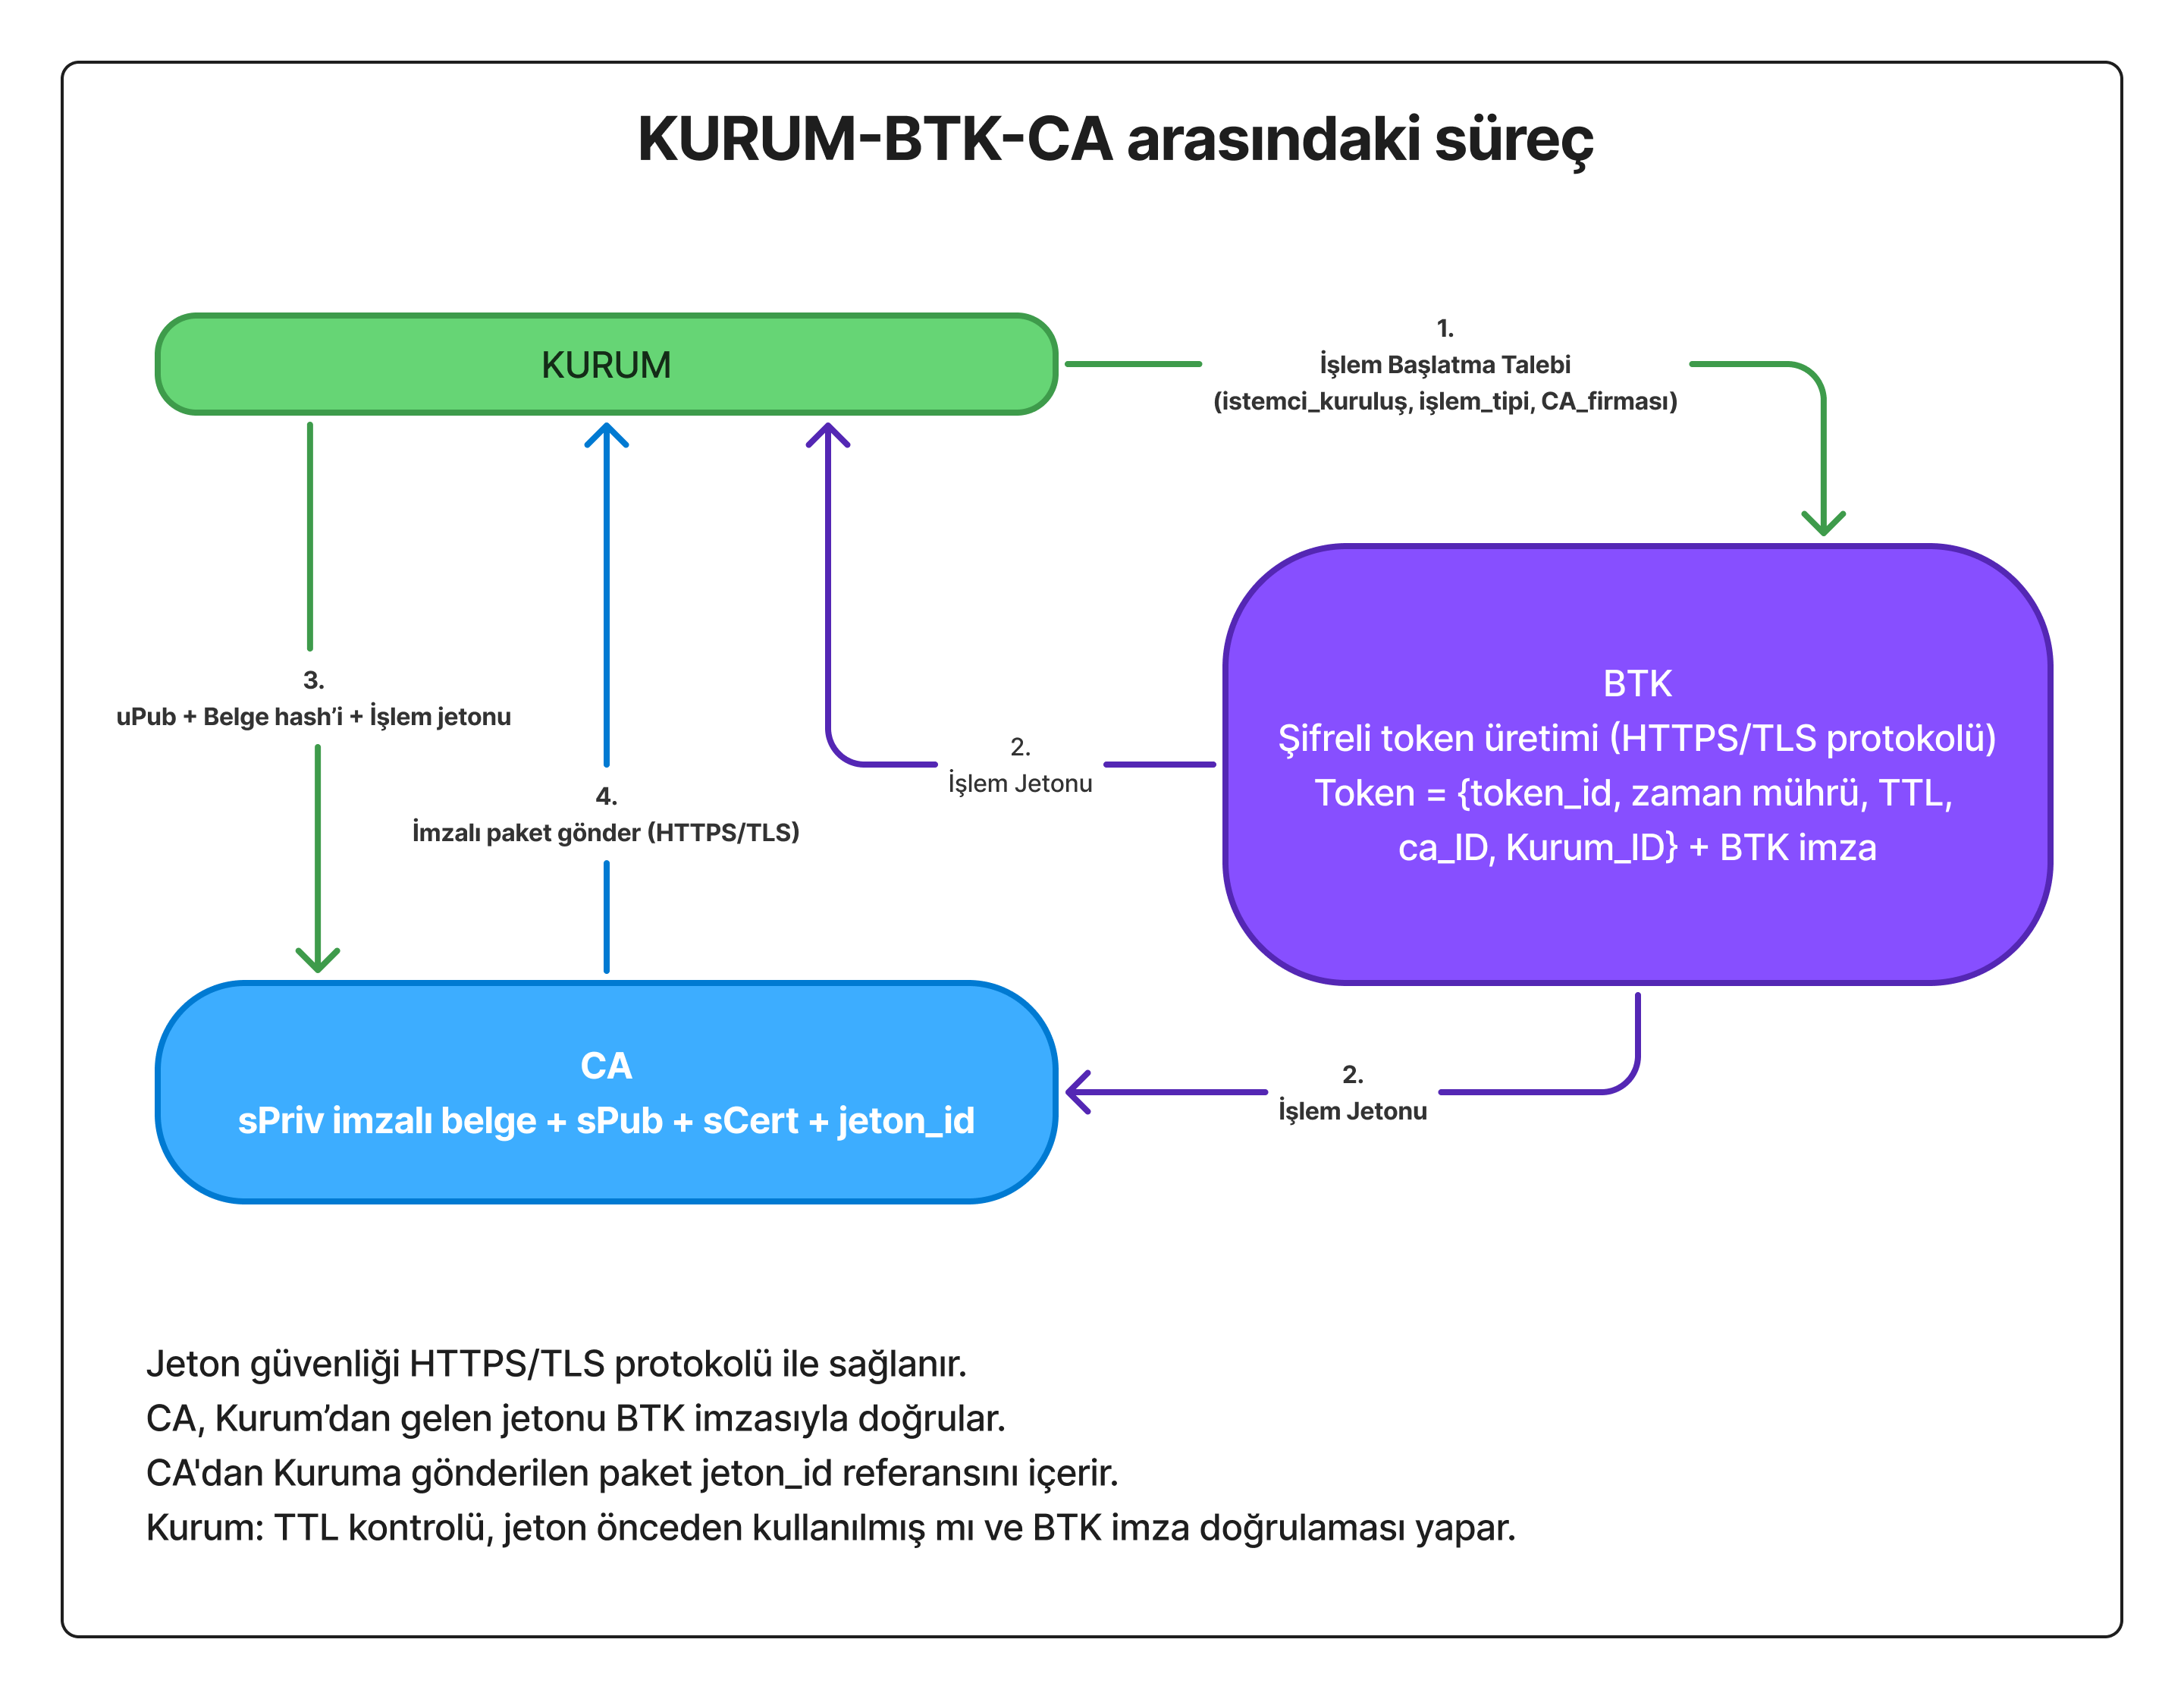 KURUM-BTK-CA arasındaki süreç
KURUM
1.
İşlem Başlatma Talebi
(istemci_kuruluş, işlem_tipi, CA_firması)
3.
uPub + Belge hash’i + İşlem jetonu
4.
İmzalı paket gönder (HTTPS/TLS)
2.
İşlem Jetonu
BTK
Şifreli token üretimi (HTTPS/TLS protokolü)
Token = {token_id, zaman mührü, TTL,
ca_ID, Kurum_ID} + BTK imza
CA
sPriv imzalı belge + sPub + sCert + jeton_id
2.
İşlem Jetonu
Jeton güvenliği HTTPS/TLS protokolü ile sağlanır.
CA, Kurum’dan gelen jetonu BTK imzasıyla doğrular.
CA'dan Kuruma gönderilen paket jeton_id referansını içerir.
Kurum: TTL kontrolü, jeton önceden kullanılmış mı ve BTK imza doğrulaması yapar.